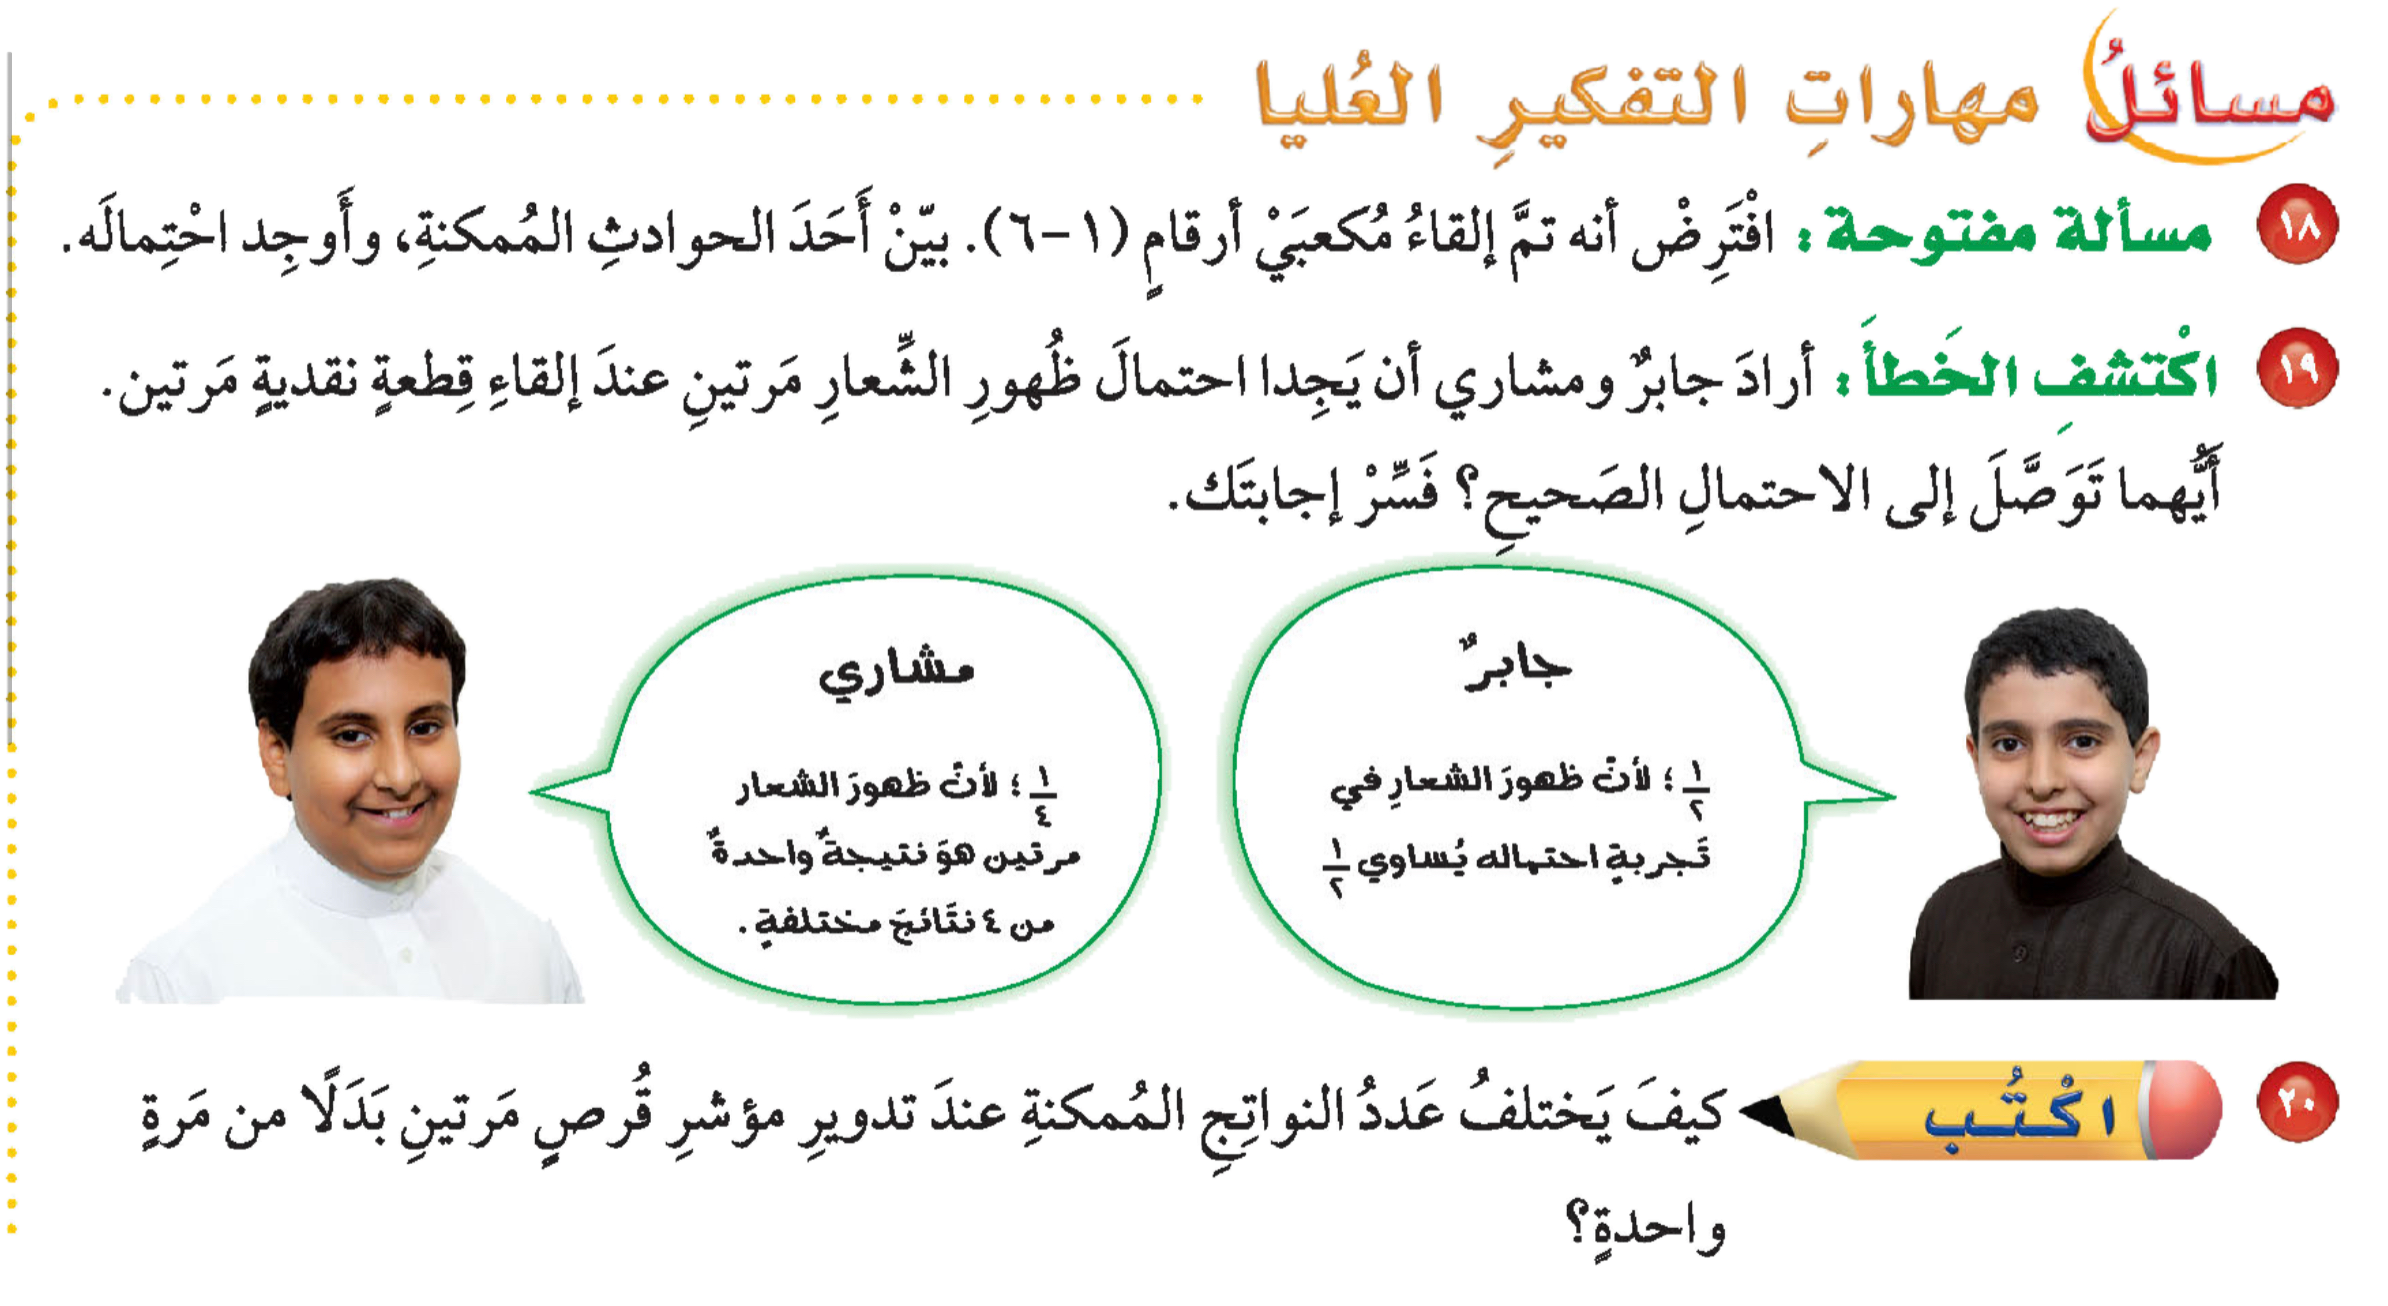 مسائلُ مهاراتِ التفكيرِ العُليا
١٨ مسألة مفتوحة : افْتَرِضْ أنه تمَّ إلقاءُ مُكعبَيْ أرقامٍ (١-٦). بيّنْ أَحَدَ الحوادثِ المُمكنةِ، وأَوجِد احْتِمالَه.
١٩ اكْتشفِ الخَطأَ : أرادَ جابرٌ ومشاري أن يَجِدا احتمالَ ظُهورِ الشِّعارِ مَرتينِ عندَ إلقاءِ قِطعةٍ نقديةٍ مَرتين.
أَيُّهما تَوَصَّلَ إلى الاحتمالِ الصَحيحِ؟ فَسِّرْ إجابتَك.
جابرٌ
١/٢ ؛ لأنّ ظهورَ الشعارِ في
تَجربةٍ احتماله يُساوي ١/٢
مشاري
١/٤ ؛ لأنّ ظهورَ الشعار
مرتين هوَ نتيجةٌ واحدةٌ
من ٤ نتَائجَ مختلفةٍ .
٢٠ اكْتُب كيفَ يَختلفُ عَددُ النواتِجِ المُمكنةِ عندَ تدويرِ مؤشرِ قُرصٍ مَرتينِ بَدَلًا من مَرةٍ
واحدةٍ؟